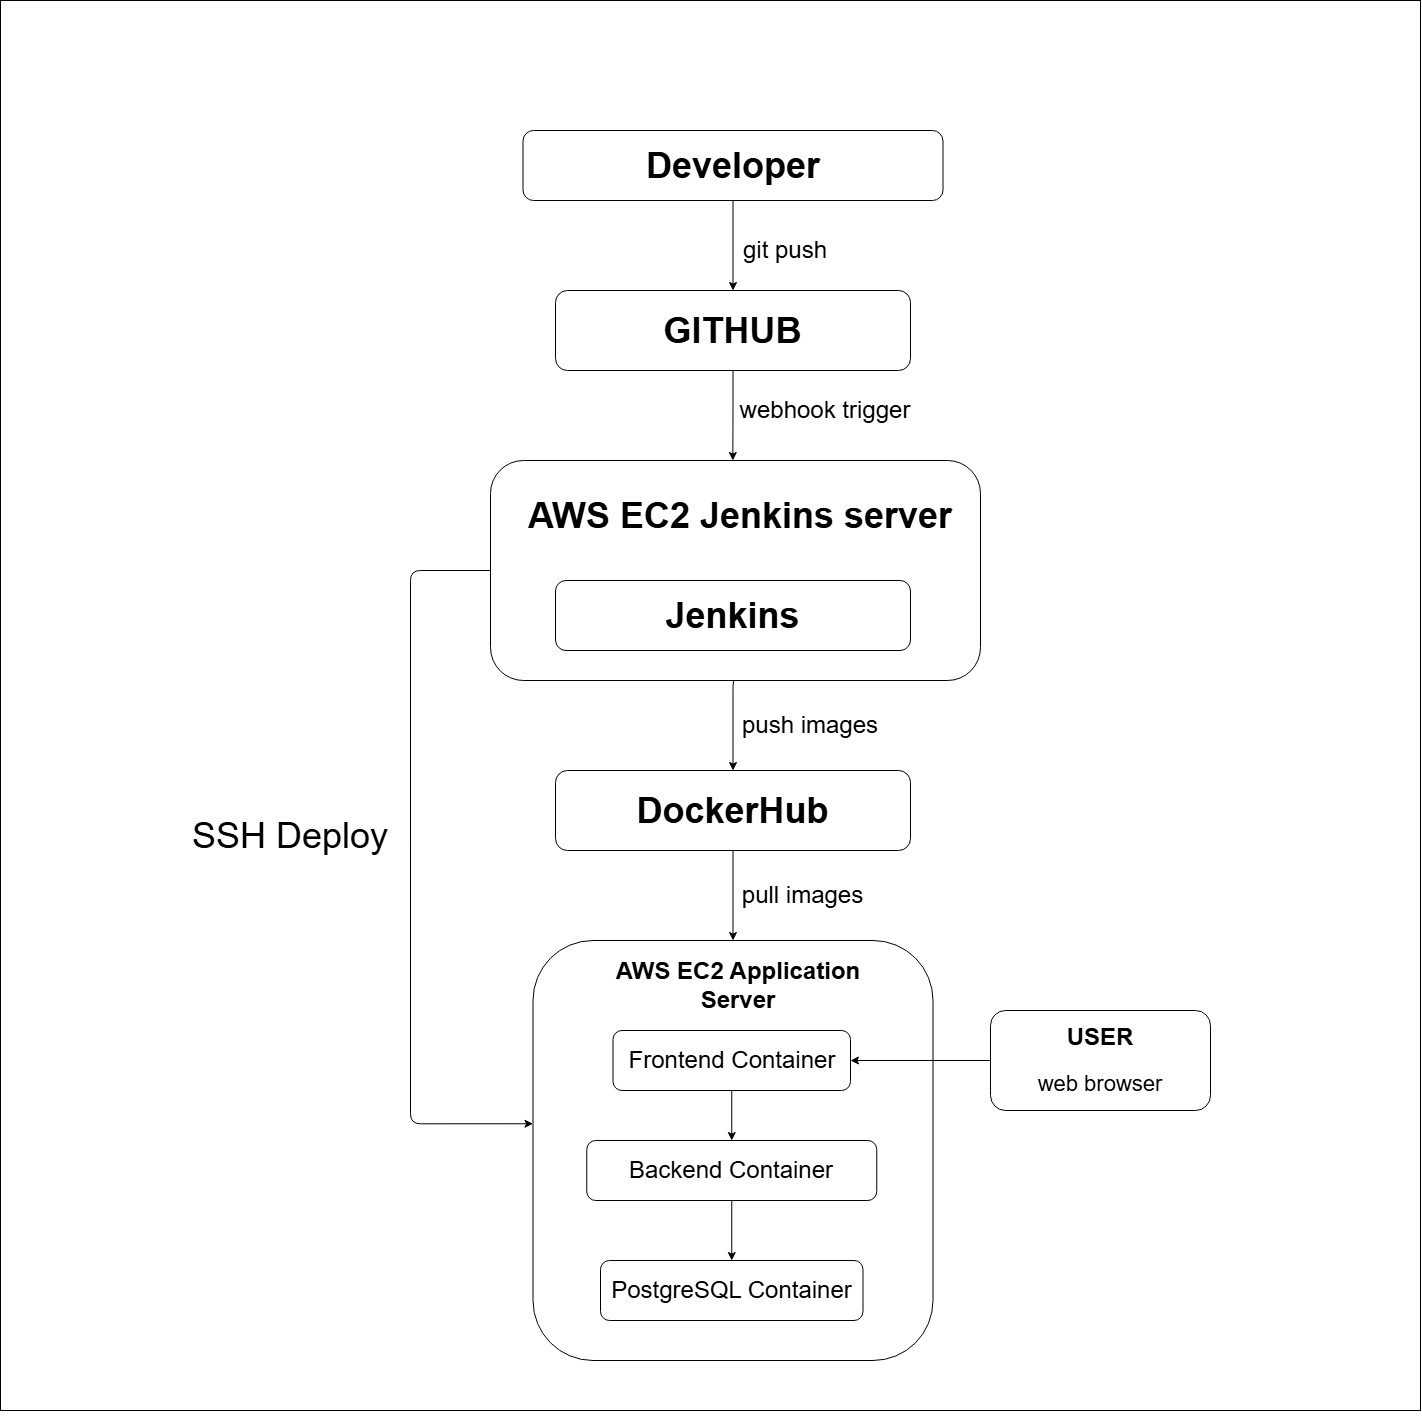 Developer
git push
GITHUB
webhook trigger
AWS EC2 Jenkins server
Jenkins
push images
DockerHub
SSH Deploy
pull images
AWS EC2 Application
Server
USER
web browser
Frontend Container
Backend Container
PostgreSQL Container